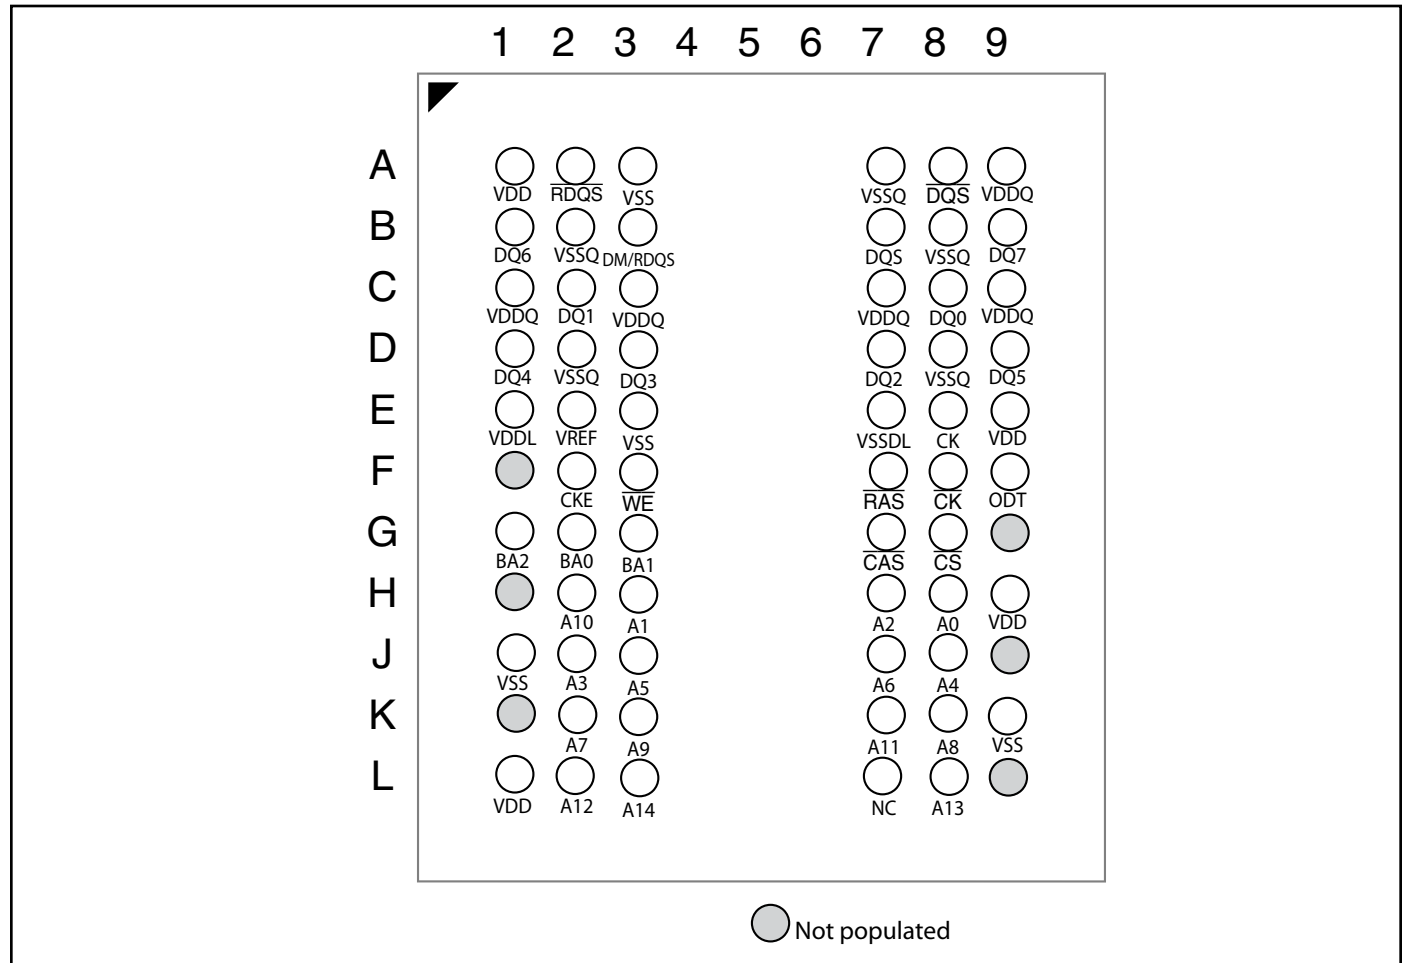 1 2 3 4 5 6 7 8 9
A
VDD RDQS VSS VSSQ DQS VDDQ
B
DQ6 VSSQ DM/RDQS DQS VSSQ DQ7
C
VDDQ DQ1 VDDQ VDDQ DQ0 VDDQ
D
DQ4 VSSQ DQ3 DQ2 VSSQ DQ5
E
VDDL VREF VSS VSSDL CK VDD
F
CKE WE RAS CK ODT
G
BA2 BA0 BA1 CAS CS
H
A10 A1 A2 A0 VDD
J
VSS A3 A5 A6 A4
K
A7 A9 A11 A8 VSS
L
VDD A12 A14 NC A13
Not populated